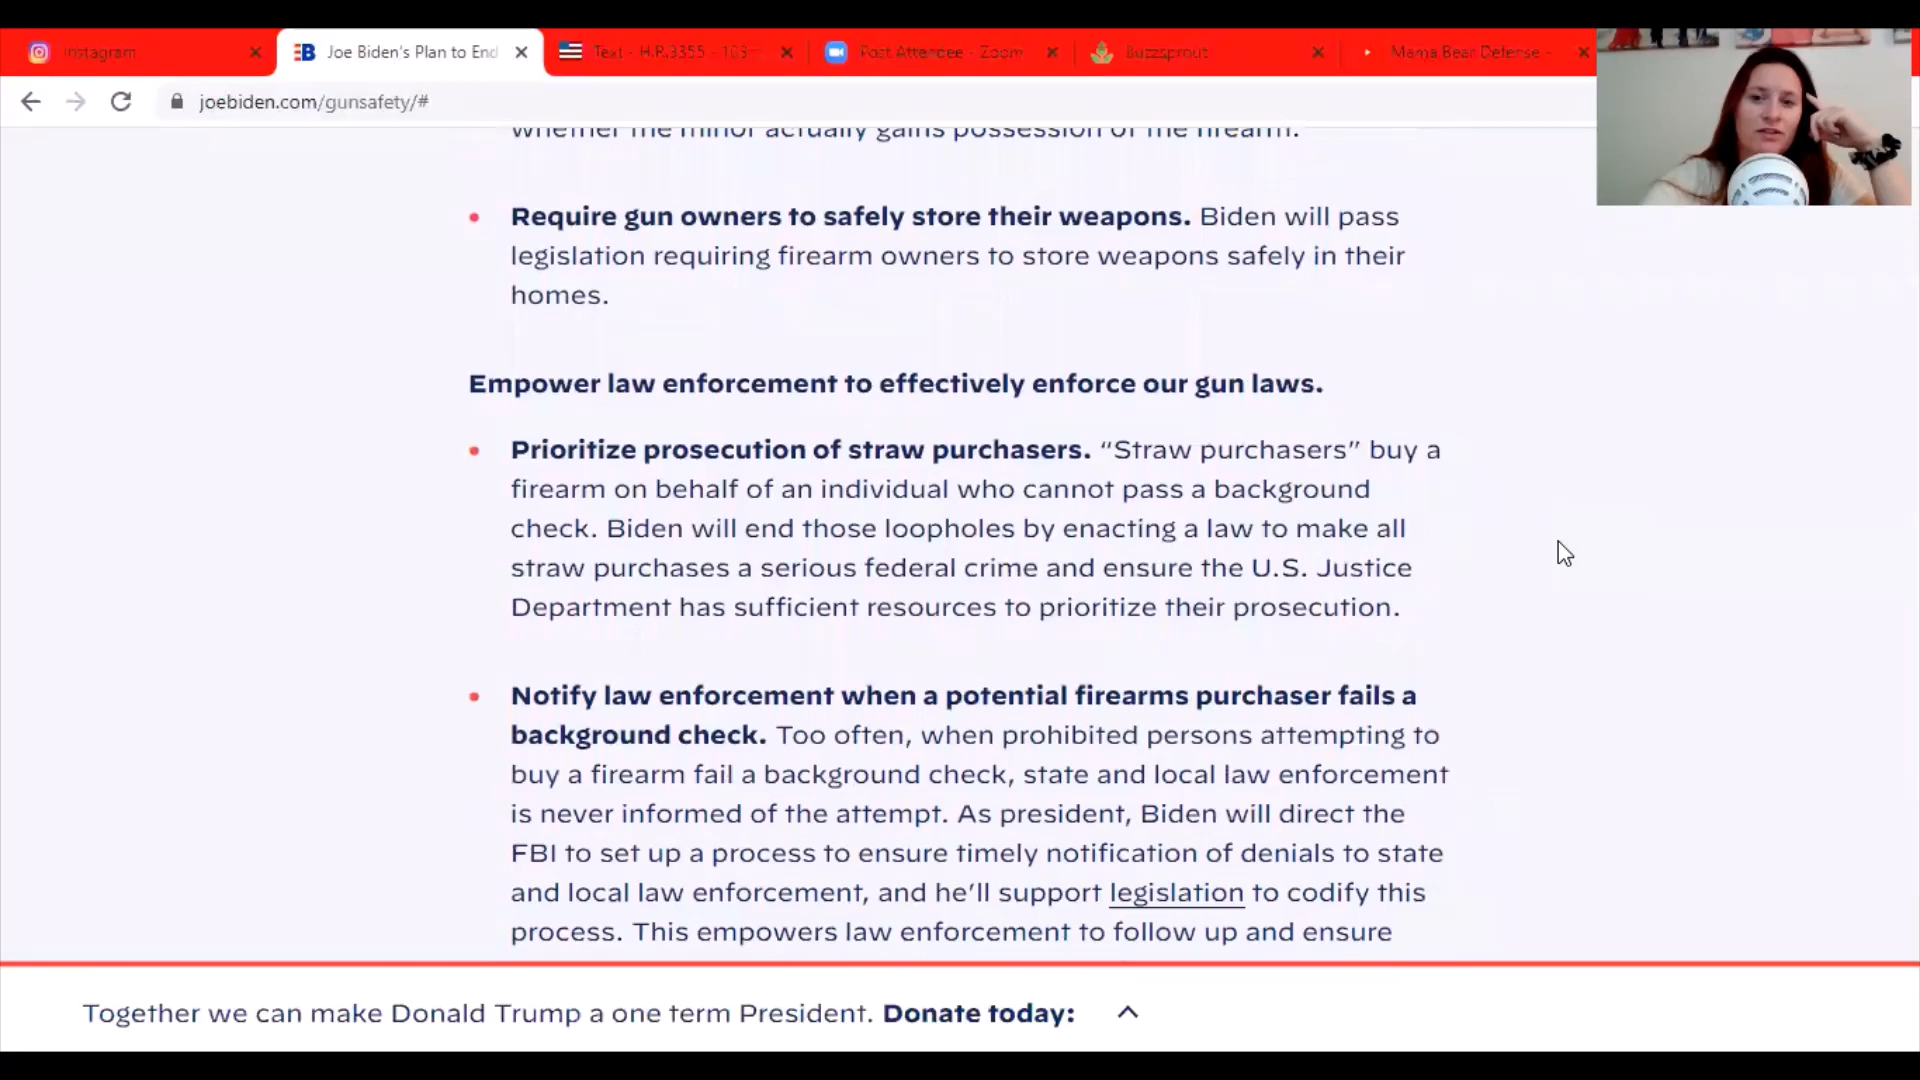 Instagram
Joe Biden's Plan to End
Text - H.R.3355 - 103
Post Attendee - Zoom
Buzzsprout
Mama Bear Defense -
joebiden.com/gunsafety/#
whether the minor actually gains possession of the firearm.
Require gun owners to safely store their weapons. Biden will pass
legislation requiring firearm owners to store weapons safely in their
homes.
Empower law enforcement to effectively enforce our gun laws.
Prioritize prosecution of straw purchasers. “Straw purchasers” buy a
firearm on behalf of an individual who cannot pass a background
check. Biden will end those loopholes by enacting a law to make all
straw purchases a serious federal crime and ensure the U.S. Justice
Department has sufficient resources to prioritize their prosecution.
Notify law enforcement when a potential firearms purchaser fails a
background check. Too often, when prohibited persons attempting to
buy a firearm fail a background check, state and local law enforcement
is never informed of the attempt. As president, Biden will direct the
FBI to set up a process to ensure timely notification of denials to state
and local law enforcement, and he’ll support legislation to codify this
process. This empowers law enforcement to follow up and ensure
Together we can make Donald Trump a one term President. Donate today: